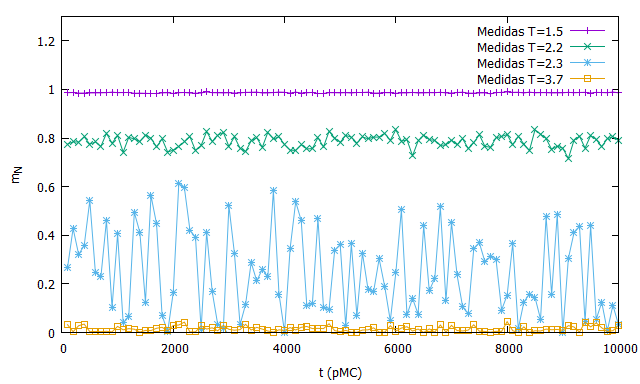 Medidas T=1.5
Medidas T=2.2
Medidas T=2.3
Medidas T=3.7
1.2
1
0.8
0.6
0.4
0.2
0
m_N
0 2000 4000 6000 8000 10000
t (pMC)